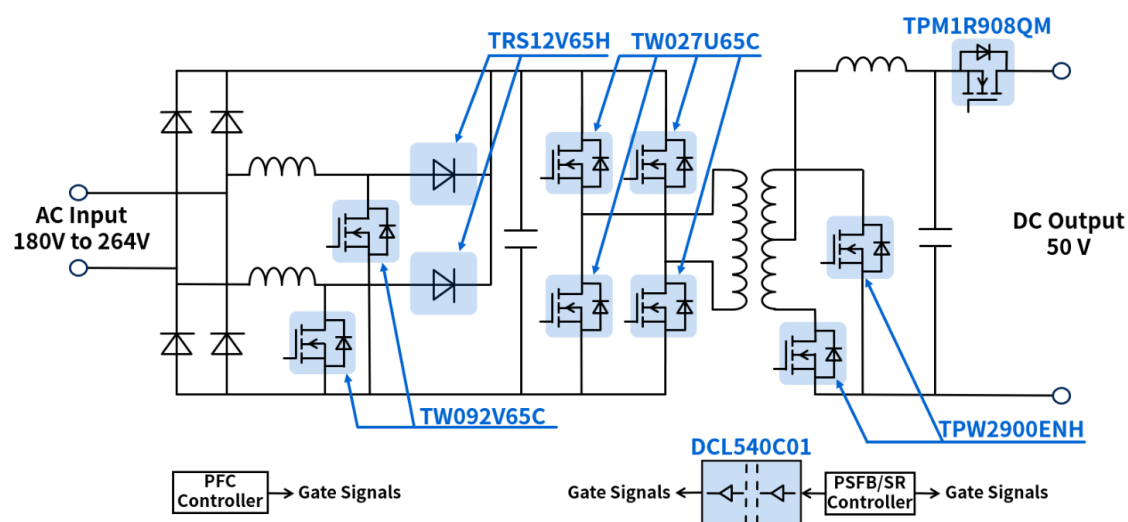 TPM1R908QM
TRS12V65H
TW027U65C
AC Input
180V to 264V
DC Output
50 V
TW092V65C
TPW2900ENH
DCL540C01
PFC
Controller
Gate Signals
Gate Signals
PSFB/SR
Controller
Gate Signals